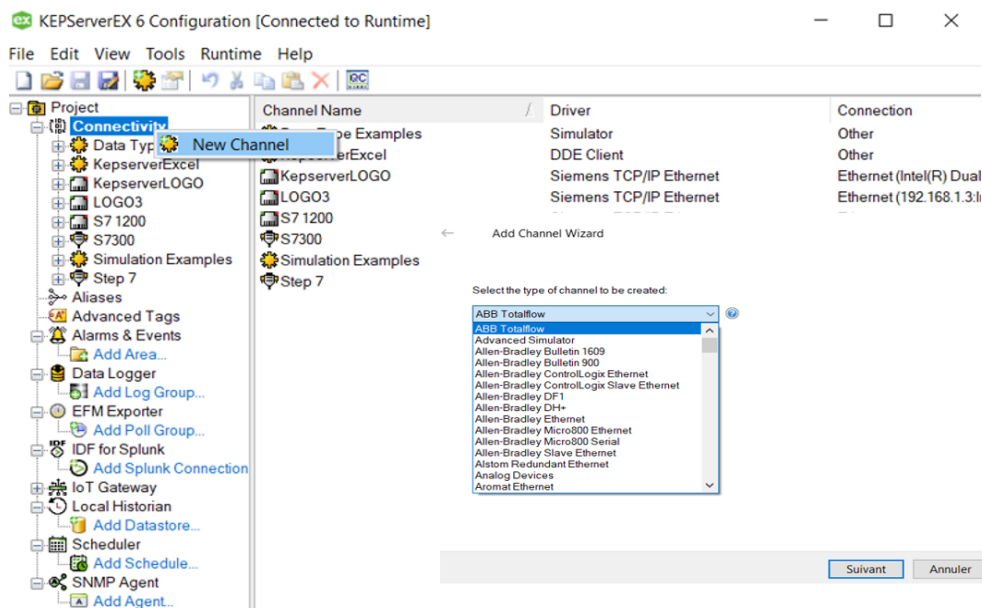 KEPServerEX 6 Configuration [Connected to Runtime]
File Edit View Tools Runtime Help
Project
Connectivity
New Channel
Data Typ
KepserverExcel
KepserverLOGO
LOGO3
S7 1200
S7300
Simulation Examples
Step 7
Aliases
Advanced Tags
Alarms & Events
Add Area...
Data Logger
Add Log Group...
EFM Exporter
Add Poll Group...
IDF for Splunk
Add Splunk Connection
IoT Gateway
Local Historian
Add Datastore...
Scheduler
Add Schedule...
SNMP Agent
Add Agent...
Channel Name / Driver Connection
Type Examples Simulator Other
KepserverExcel DDE Client Other
KepserverLOGO Siemens TCP/IP Ethernet Ethernet (Intel(R) Dual
LOGO3 Siemens TCP/IP Ethernet Ethernet (192.168.1.3:I
S7 1200
S7300
Simulation Examples
Step 7
Add Channel Wizard
Select the type of channel to be created:
ABB Totalflow
ABB Totalflow
Advanced Simulator
Allen-Bradley Bulletin 1609
Allen-Bradley Bulletin 900
Allen-Bradley ControlLogix Ethernet
Allen-Bradley ControlLogix Slave Ethernet
Allen-Bradley DF1
Allen-Bradley DH+
Allen-Bradley Ethernet
Allen-Bradley Micro800 Ethernet
Allen-Bradley Micro800 Serial
Allen-Bradley Slave Ethernet
Alstom Redundant Ethernet
Analog Devices
Aromat Ethernet
Suivant Annuler